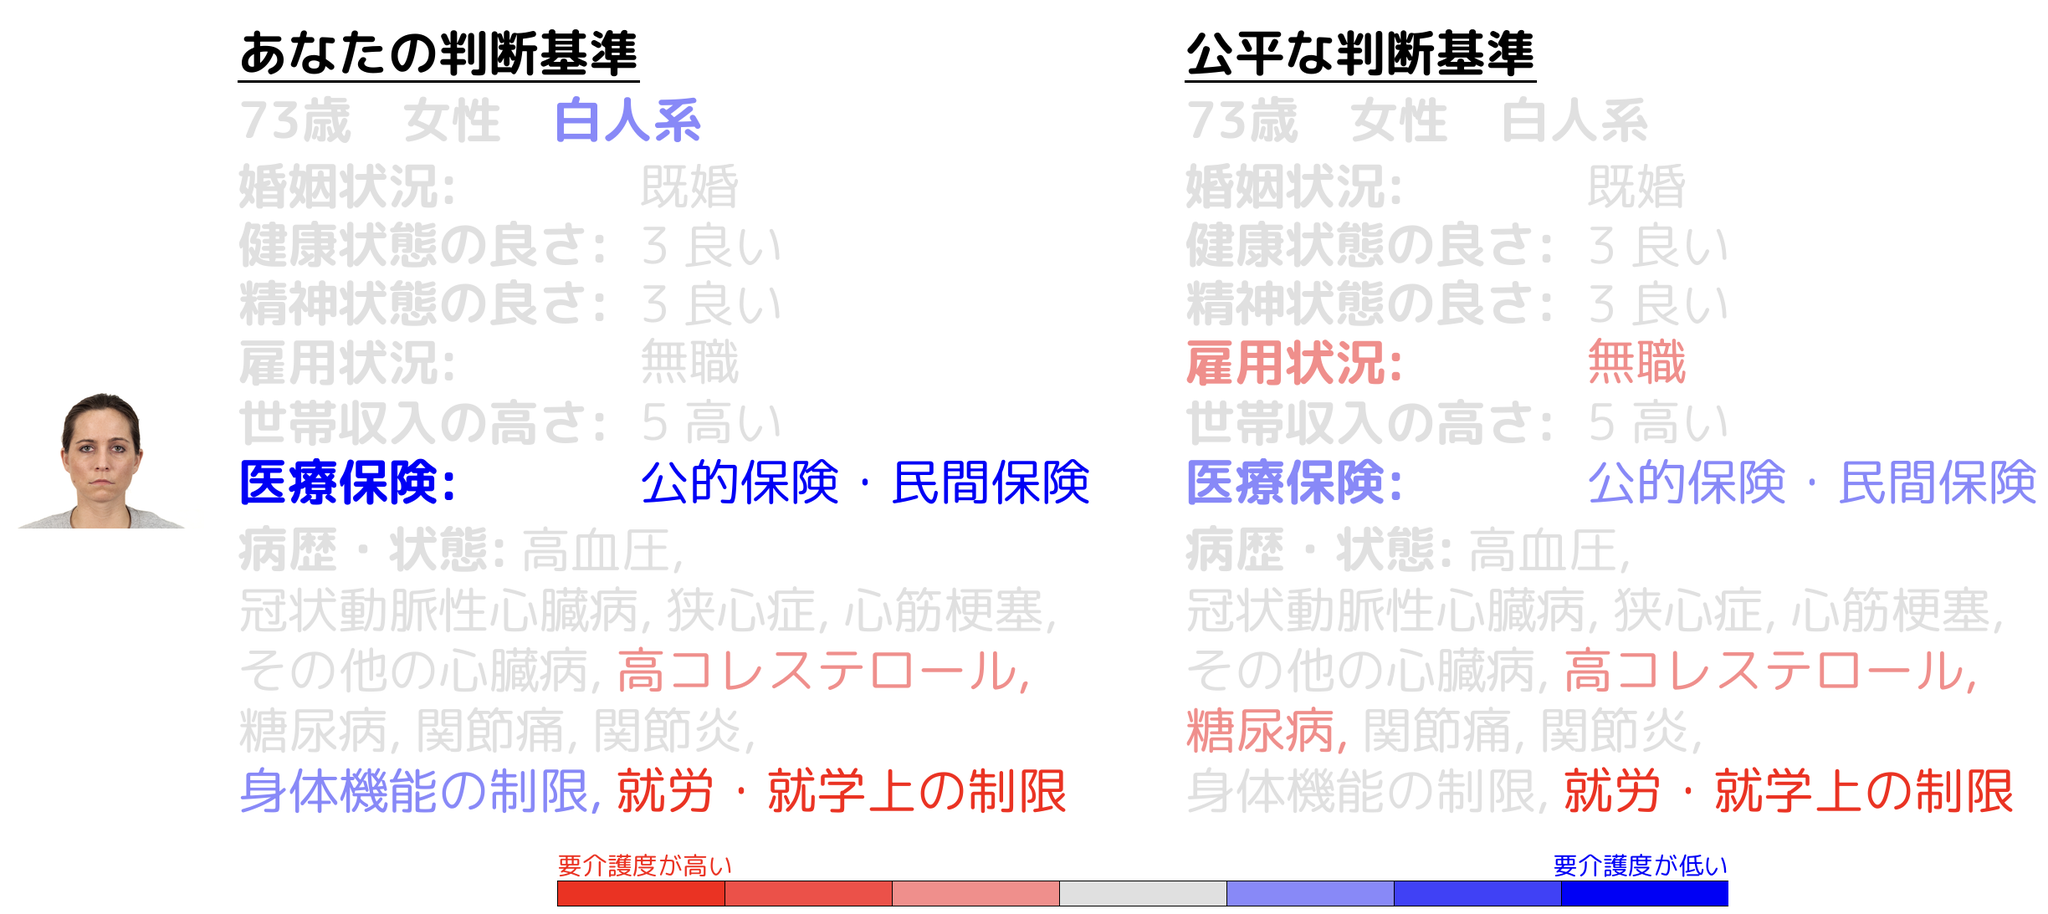 あなたの判断基準
73歳　女性　白人系
婚姻状況: 既婚
健康状態の良さ: 3 良い
精神状態の良さ: 3 良い
雇用状況: 無職
世帯収入の高さ: 5 高い
医療保険: 公的保険・民間保険
病歴・状態: 高血圧,
冠状動脈性心臓病, 狭心症, 心筋梗塞,
その他の心臓病, 高コレステロール,
糖尿病, 関節痛, 関節炎,
身体機能の制限, 就労・就学上の制限
公平な判断基準
73歳　女性　白人系
婚姻状況: 既婚
健康状態の良さ: 3 良い
精神状態の良さ: 3 良い
雇用状況: 無職
世帯収入の高さ: 5 高い
医療保険: 公的保険・民間保険
病歴・状態: 高血圧,
冠状動脈性心臓病, 狭心症, 心筋梗塞,
その他の心臓病, 高コレステロール,
糖尿病, 関節痛, 関節炎,
身体機能の制限, 就労・就学上の制限
要介護度が高い
要介護度が低い